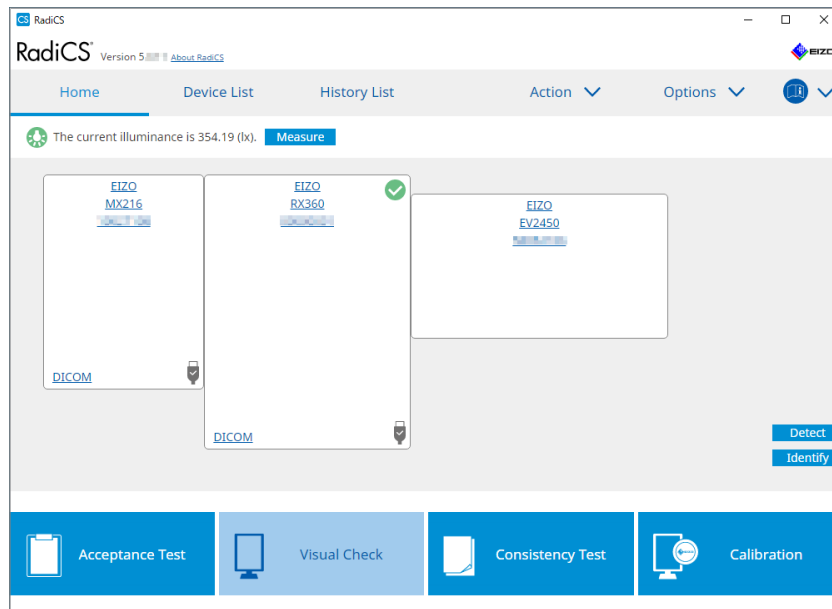 CS RadiCS
RadiCS® Version 5 About RadiCS
EIZO
Home Device List History List Action Options
The current illuminance is 354.19 (lx). Measure
EIZO
MX216
DICOM
EIZO
RX360
DICOM
EIZO
EV2450
Detect
Identify
Acceptance Test Visual Check Consistency Test Calibration